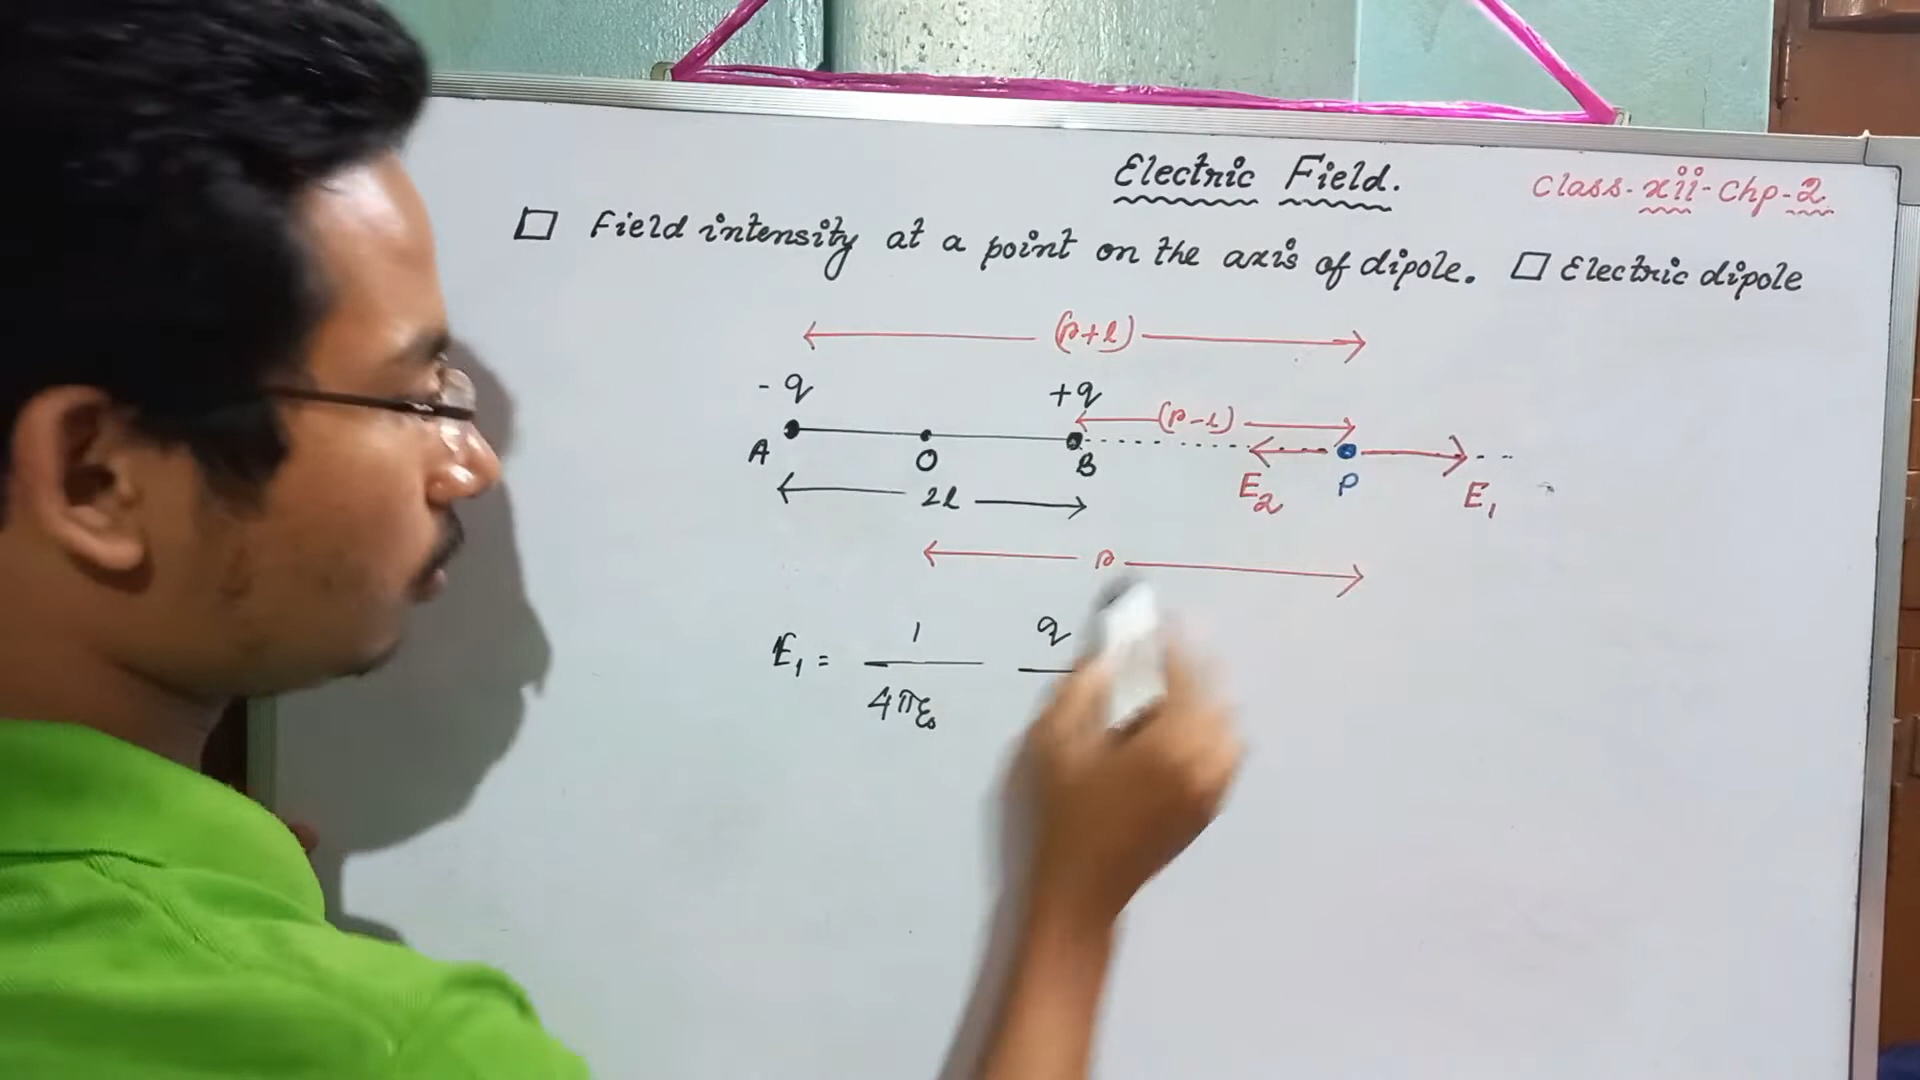 Electric Field.
Class-xii-Chp-2
□ Field intensity at a point on the axis of dipole. □ Electric dipole
(r+l)
-q +q (r-l)
A O B E2 P E1
2l
r
E1 = 1/4πε0 q